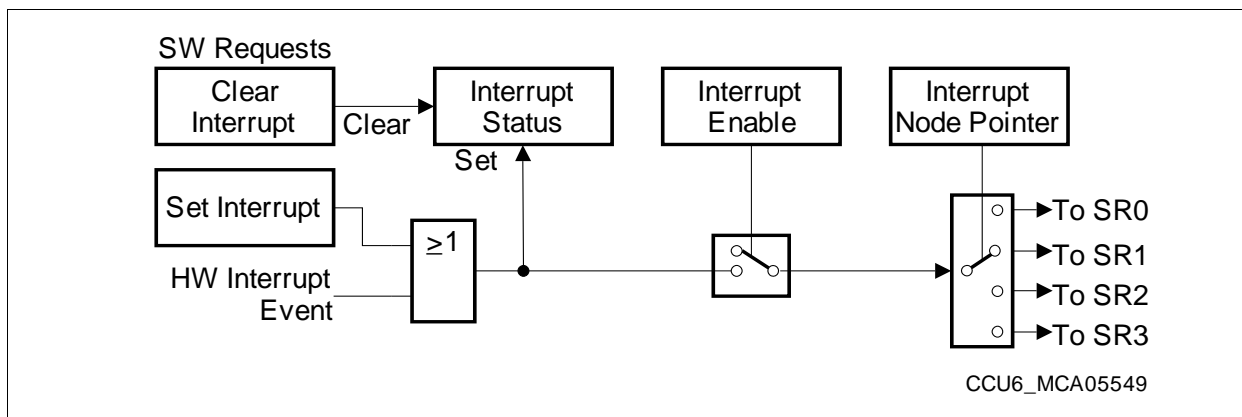 SW Requests
Clear
Interrupt
Clear
Interrupt
Status
Set
Interrupt
Enable
Interrupt
Node Pointer
Set Interrupt
≥1
HW Interrupt
Event
To SR0
To SR1
To SR2
To SR3
CCU6_MCA05549